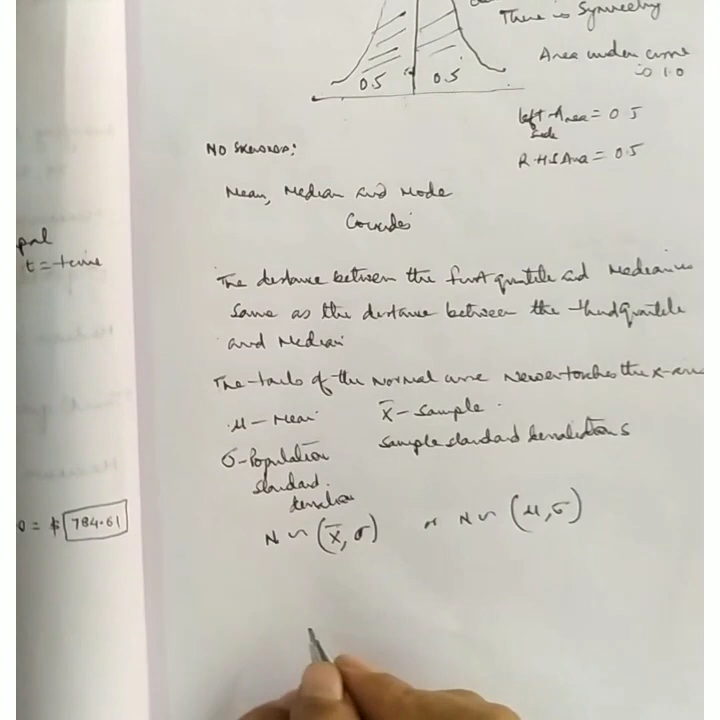 There is Symmetry
Area under curve
is 1.0
0.5 0.5
left Area = 0.5
Side
R.H.S Area = 0.5
NO SKEWNESS:
Mean, Median and Mode
Coincides
The distance between the first quartile and Median is
same as the distance between the third quartile
and Median
The tails of the Normal curve never touches the x-axis
μ - Mean x̄ - Sample
σ - Population
standard
deviation
sample standard deviation S
N ~ (x̄, σ) or N ~ (μ, σ)
t = time
0 = $ 784.61